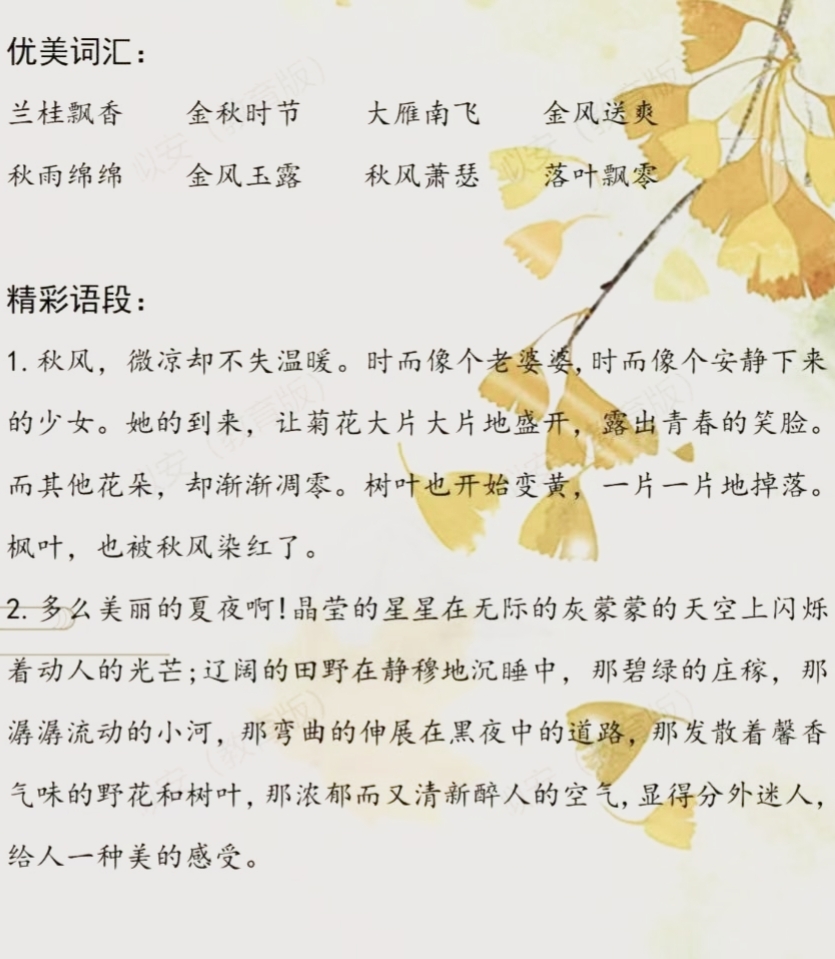 优美词汇：
兰桂飘香 金秋时节 大雁南飞 金风送爽
秋雨绵绵 金风玉露 秋风萧瑟 落叶飘零
精彩语段：
1.秋风，微凉却不失温暖。时而像个老婆婆,时而像个安静下来
的少女。她的到来，让菊花大片大片地盛开，露出青春的笑脸。
而其他花朵，却渐渐凋零。树叶也开始变黄，一片一片地掉落。
枫叶，也被秋风染红了。
2.多么美丽的夏夜啊!晶莹的星星在无际的灰蒙蒙的天空上闪烁
着动人的光芒;辽阔的田野在静穆地沉睡中，那碧绿的庄稼，那
潺潺流动的小河，那弯曲的伸展在黑夜中的道路，那发散着馨香
气味的野花和树叶,那浓郁而又清新醉人的空气,显得分外迷人，
给人一种美的感受。